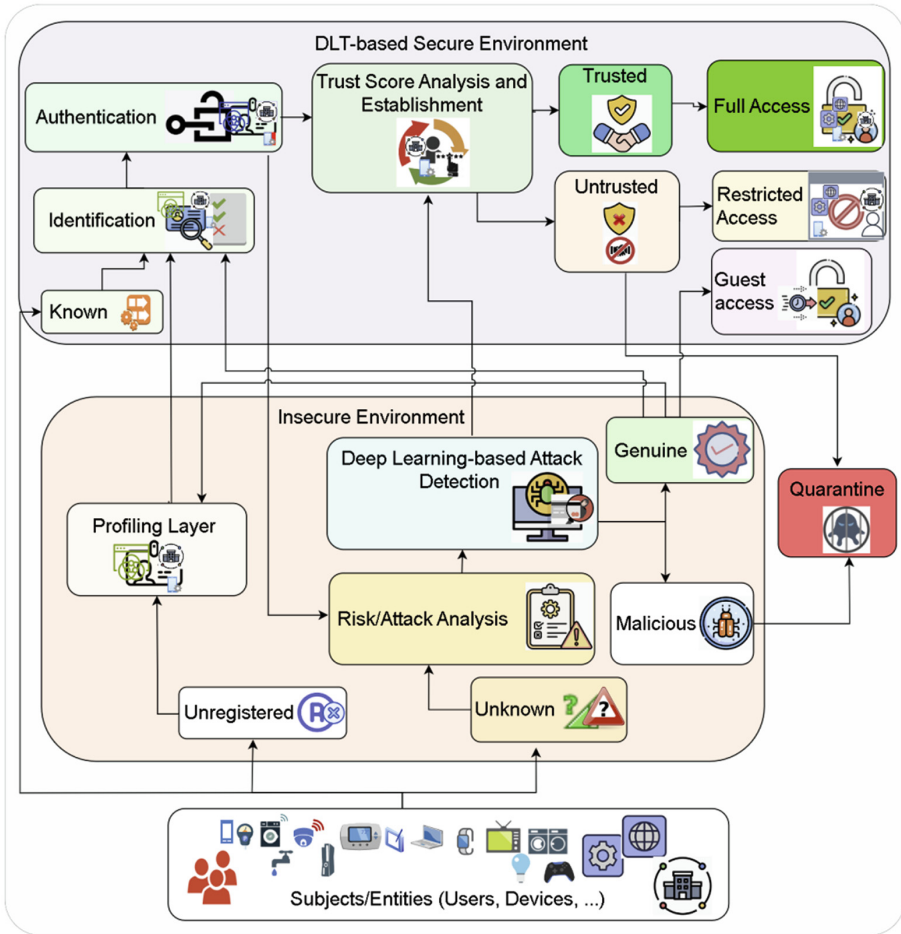 DLT-based Secure Environment
Authentication
Trust Score Analysis and
Establishment
Trusted
Full Access
Identification
Untrusted
Restricted
Access
Known
Guest
access
Insecure Environment
Genuine
Deep Learning-based Attack
Detection
Quarantine
Profiling Layer
Risk/Attack Analysis
Malicious
Unregistered
R
Unknown
?
?
Subjects/Entities (Users, Devices, ...)